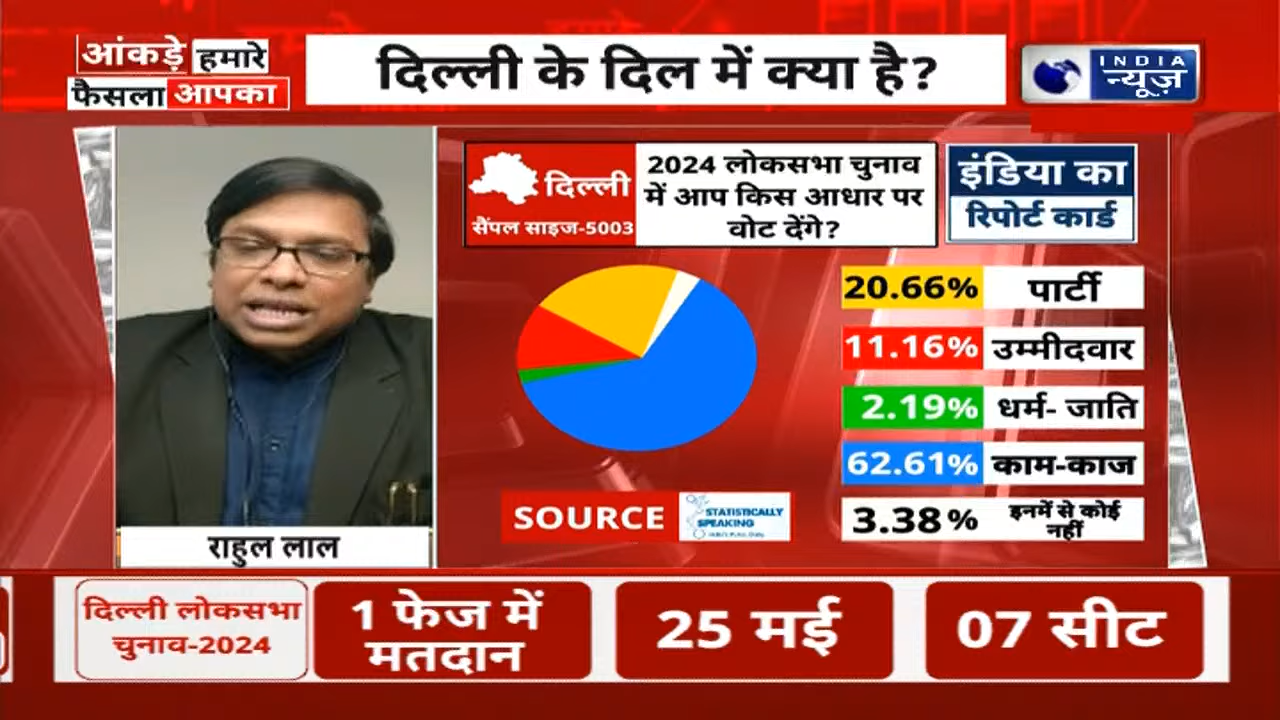 आंकड़े हमारे
फैसला आपका
दिल्ली के दिल में क्या है?
INDIA
न्यूज़
दिल्ली
सैंपल साइज-5003
2024 लोकसभा चुनाव
में आप किस आधार पर
वोट देंगे?
इंडिया का
रिपोर्ट कार्ड
20.66% पार्टी
11.16% उम्मीदवार
2.19% धर्म- जाति
62.61% काम-काज
3.38% इनमें से कोई
नहीं
SOURCE
STATISTICALLY
SPEAKING
राहुल लाल
दिल्ली लोकसभा
चुनाव-2024
1 फेज में
मतदान
25 मई
07 सीट